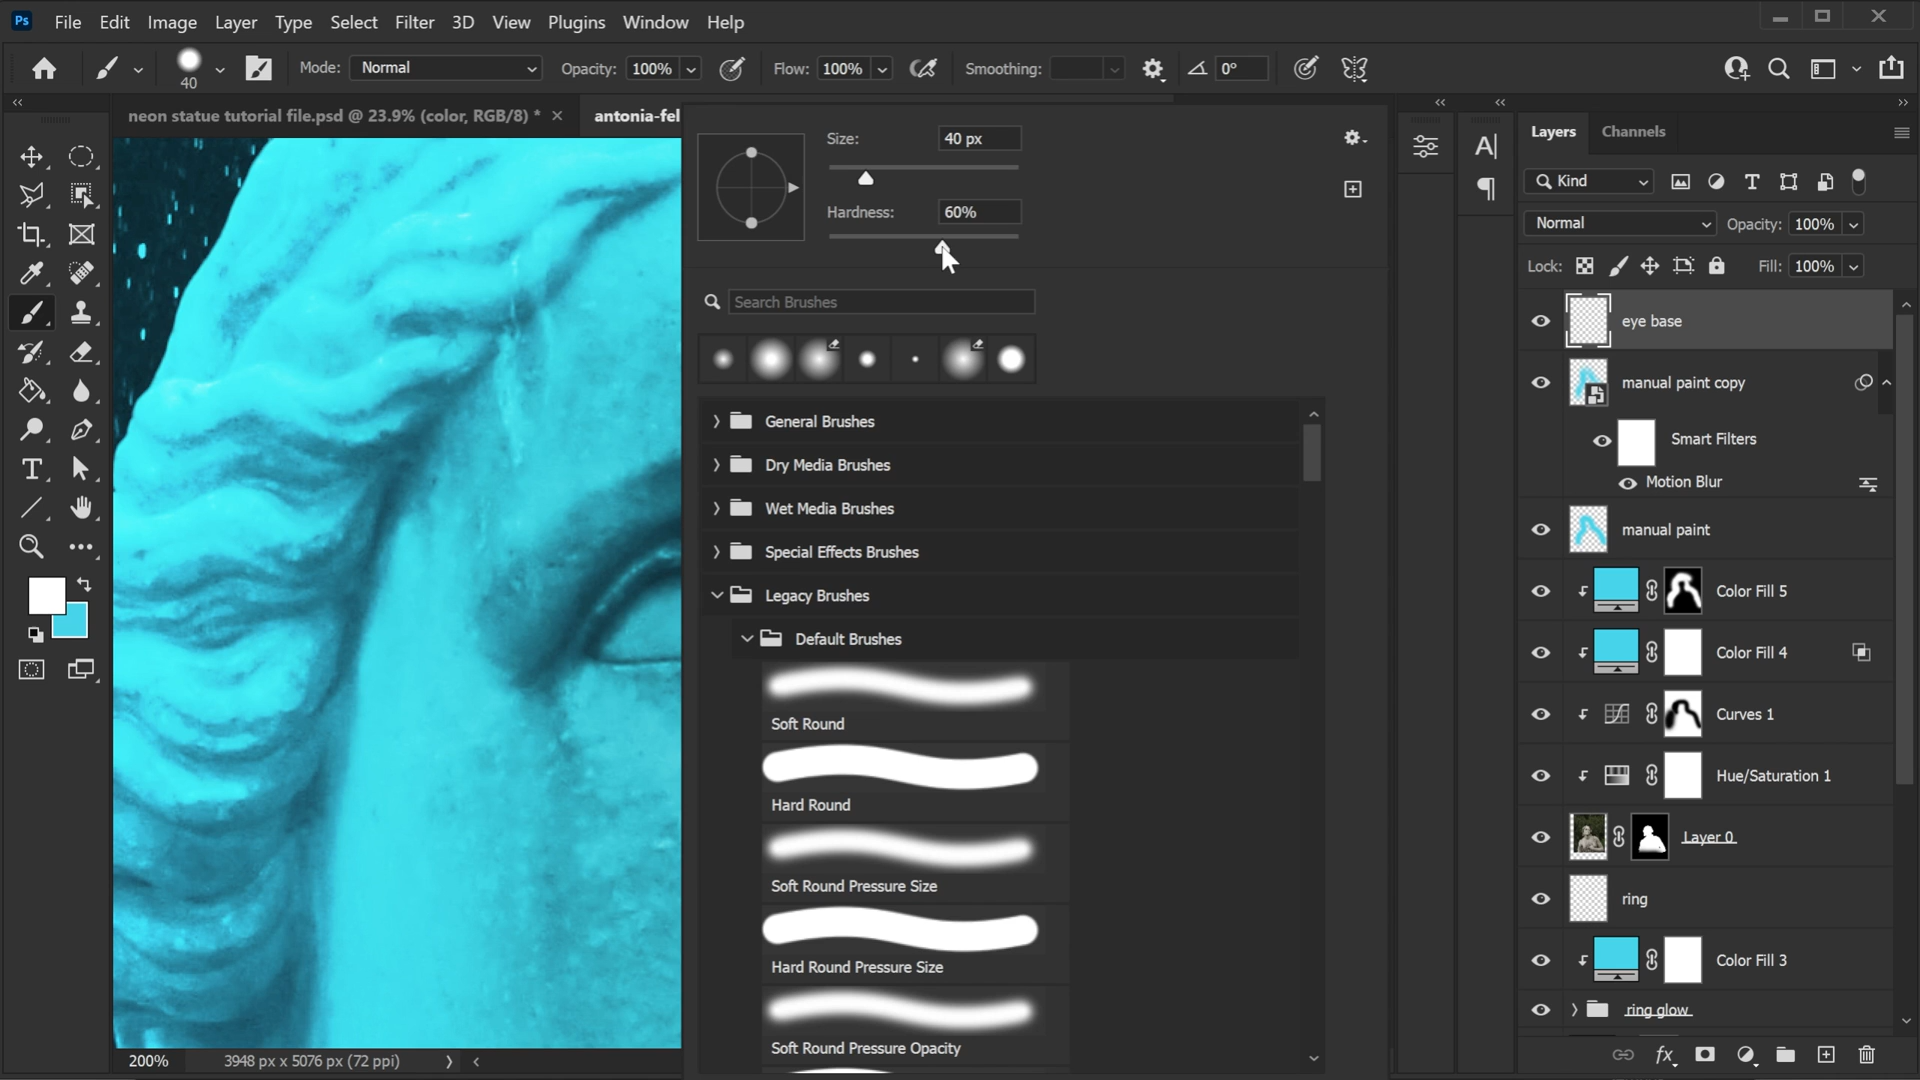 Ps File Edit Image Layer Type Select Filter 3D View Plugins Window Help
40 Mode: Normal Opacity: 100% Flow: 100% Smoothing: 0°
neon statue tutorial file.psd @ 23.9% (color, RGB/8) * × antonia-fel
Size: 40 px
Hardness: 60%
Search Brushes
General Brushes
Dry Media Brushes
Wet Media Brushes
Special Effects Brushes
Legacy Brushes
Default Brushes
Soft Round
Hard Round
Soft Round Pressure Size
Hard Round Pressure Size
Soft Round Pressure Opacity
200% 3948 px x 5076 px (72 ppi)
Layers Channels
Kind
Normal Opacity: 100%
Lock: Fill: 100%
eye base
manual paint copy
Smart Filters
Motion Blur
manual paint
Color Fill 5
Color Fill 4
Curves 1
Hue/Saturation 1
Layer 0
ring
Color Fill 3
ring glow
fx